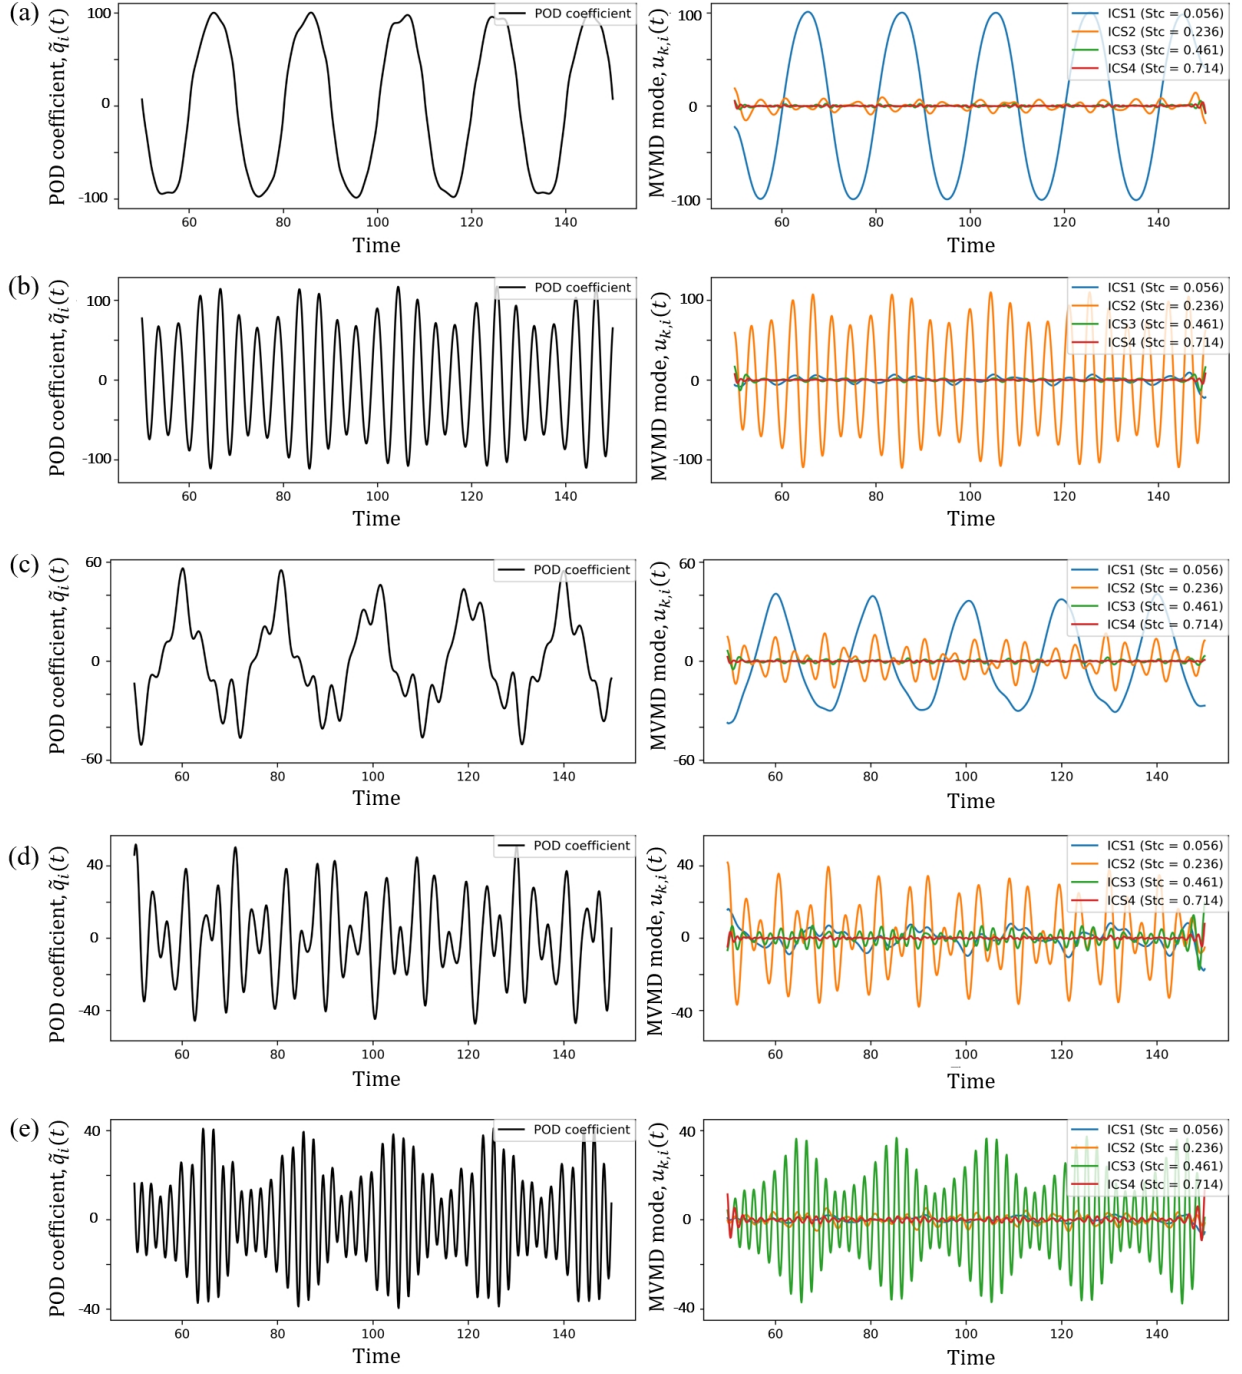 (a)
POD coefficient, q̃ᵢ(t)
100
0
-100
60 80 100 120 140
Time
POD coefficient
MVMD mode, uₖ,ᵢ(t)
100
0
-100
60 80 100 120 140
Time
ICS1 (Stc = 0.056)
ICS2 (Stc = 0.236)
ICS3 (Stc = 0.461)
ICS4 (Stc = 0.714)
(b)
POD coefficient, q̃ᵢ(t)
100
0
-100
60 80 100 120 140
Time
POD coefficient
MVMD mode, uₖ,ᵢ(t)
100
0
-100
60 80 100 120 140
Time
ICS1 (Stc = 0.056)
ICS2 (Stc = 0.236)
ICS3 (Stc = 0.461)
ICS4 (Stc = 0.714)
(c)
POD coefficient, q̃ᵢ(t)
60
0
-60
60 80 100 120 140
Time
POD coefficient
MVMD mode, uₖ,ᵢ(t)
60
0
-60
60 80 100 120 140
Time
ICS1 (Stc = 0.056)
ICS2 (Stc = 0.236)
ICS3 (Stc = 0.461)
ICS4 (Stc = 0.714)
(d)
POD coefficient, q̃ᵢ(t)
40
0
-40
60 80 100 120 140
Time
POD coefficient
MVMD mode, uₖ,ᵢ(t)
40
0
-40
60 80 100 120 140
Time
ICS1 (Stc = 0.056)
ICS2 (Stc = 0.236)
ICS3 (Stc = 0.461)
ICS4 (Stc = 0.714)
(e)
POD coefficient, q̃ᵢ(t)
40
0
-40
60 80 100 120 140
Time
POD coefficient
MVMD mode, uₖ,ᵢ(t)
40
0
-40
60 80 100 120 140
Time
ICS1 (Stc = 0.056)
ICS2 (Stc = 0.236)
ICS3 (Stc = 0.461)
ICS4 (Stc = 0.714)